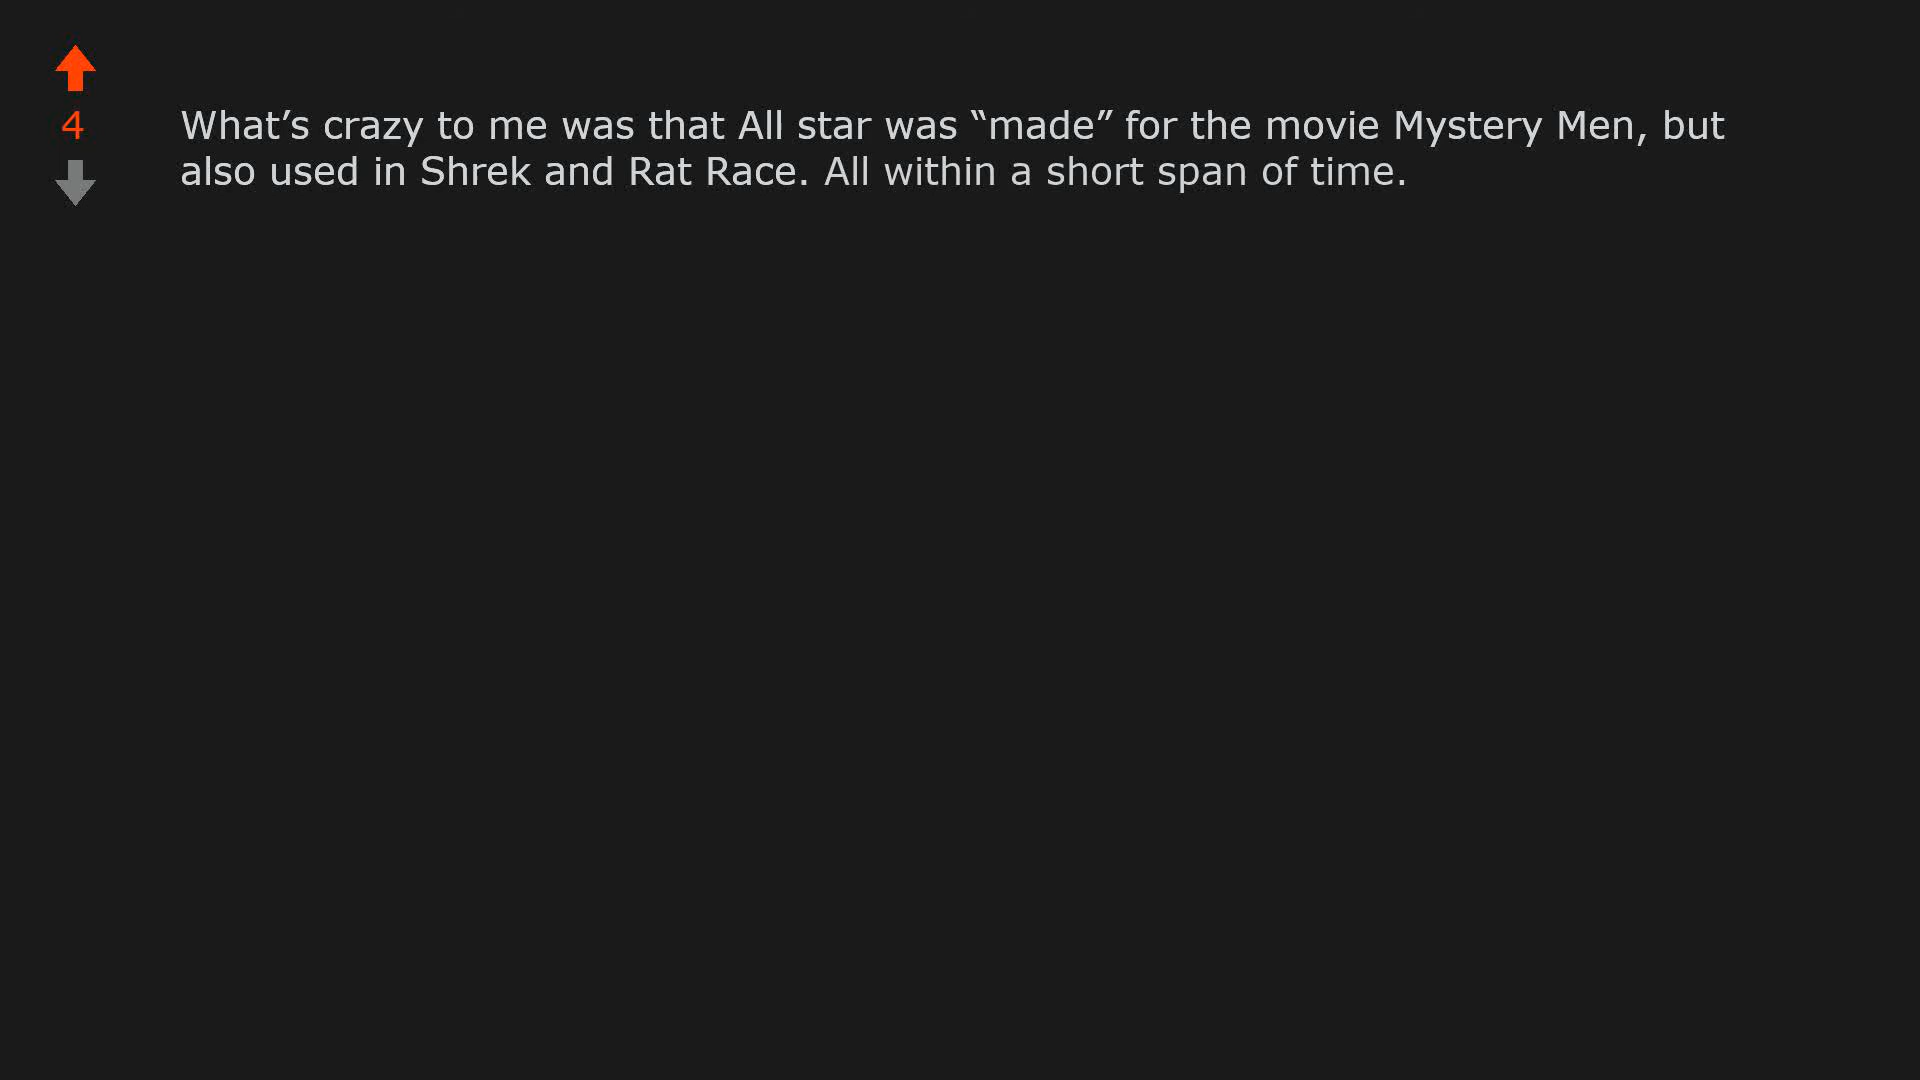 4
What’s crazy to me was that All star was “made” for the movie Mystery Men, but
also used in Shrek and Rat Race. All within a short span of time.